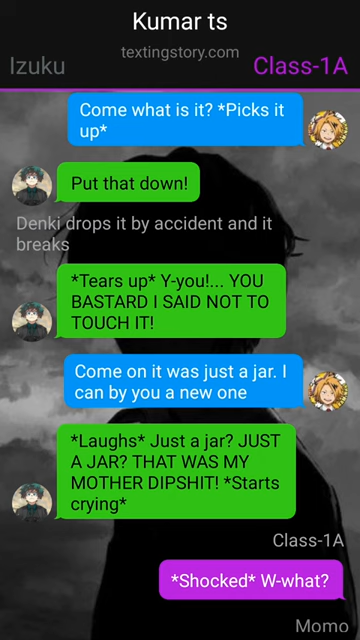 Kumar ts
textingstory.com
Izuku
Class-1A
Come what is it? *Picks it
up*
Put that down!
Denki drops it by accident and it
breaks
*Tears up* Y-you!... YOU
BASTARD I SAID NOT TO
TOUCH IT!
Come on it was just a jar. I
can by you a new one
*Laughs* Just a jar? JUST
A JAR? THAT WAS MY
MOTHER DIPSHIT! *Starts
crying*
Class-1A
*Shocked* W-what?
Momo